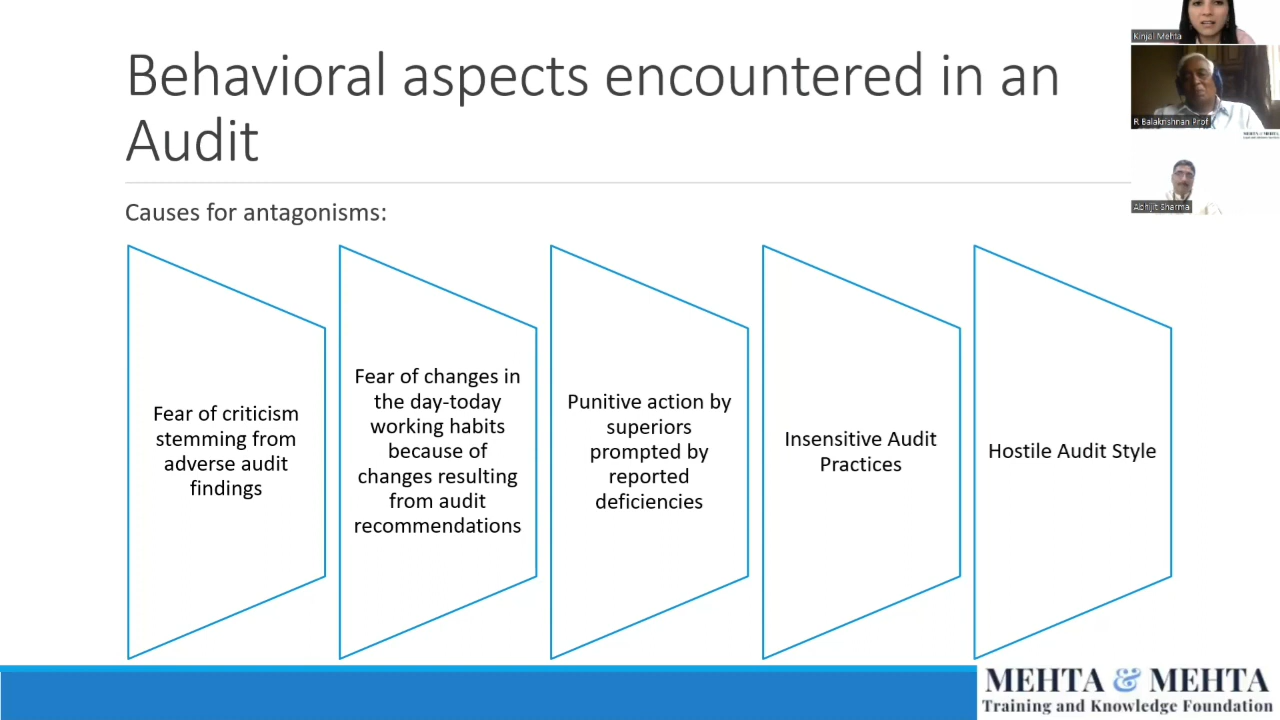 Behavioral aspects encountered in an
Audit
Causes for antagonisms:
Fear of criticism
stemming from
adverse audit
findings
Fear of changes in
the day-today
working habits
because of
changes resulting
from audit
recommendations
Punitive action by
superiors
prompted by
reported
deficiencies
Insensitive Audit
Practices
Hostile Audit Style
Kinjal Mehta
R Balakrishnan Prof
MEHTA & MEHTA
Abhijit Sharma
MEHTA & MEHTA
Training and Knowledge Foundation